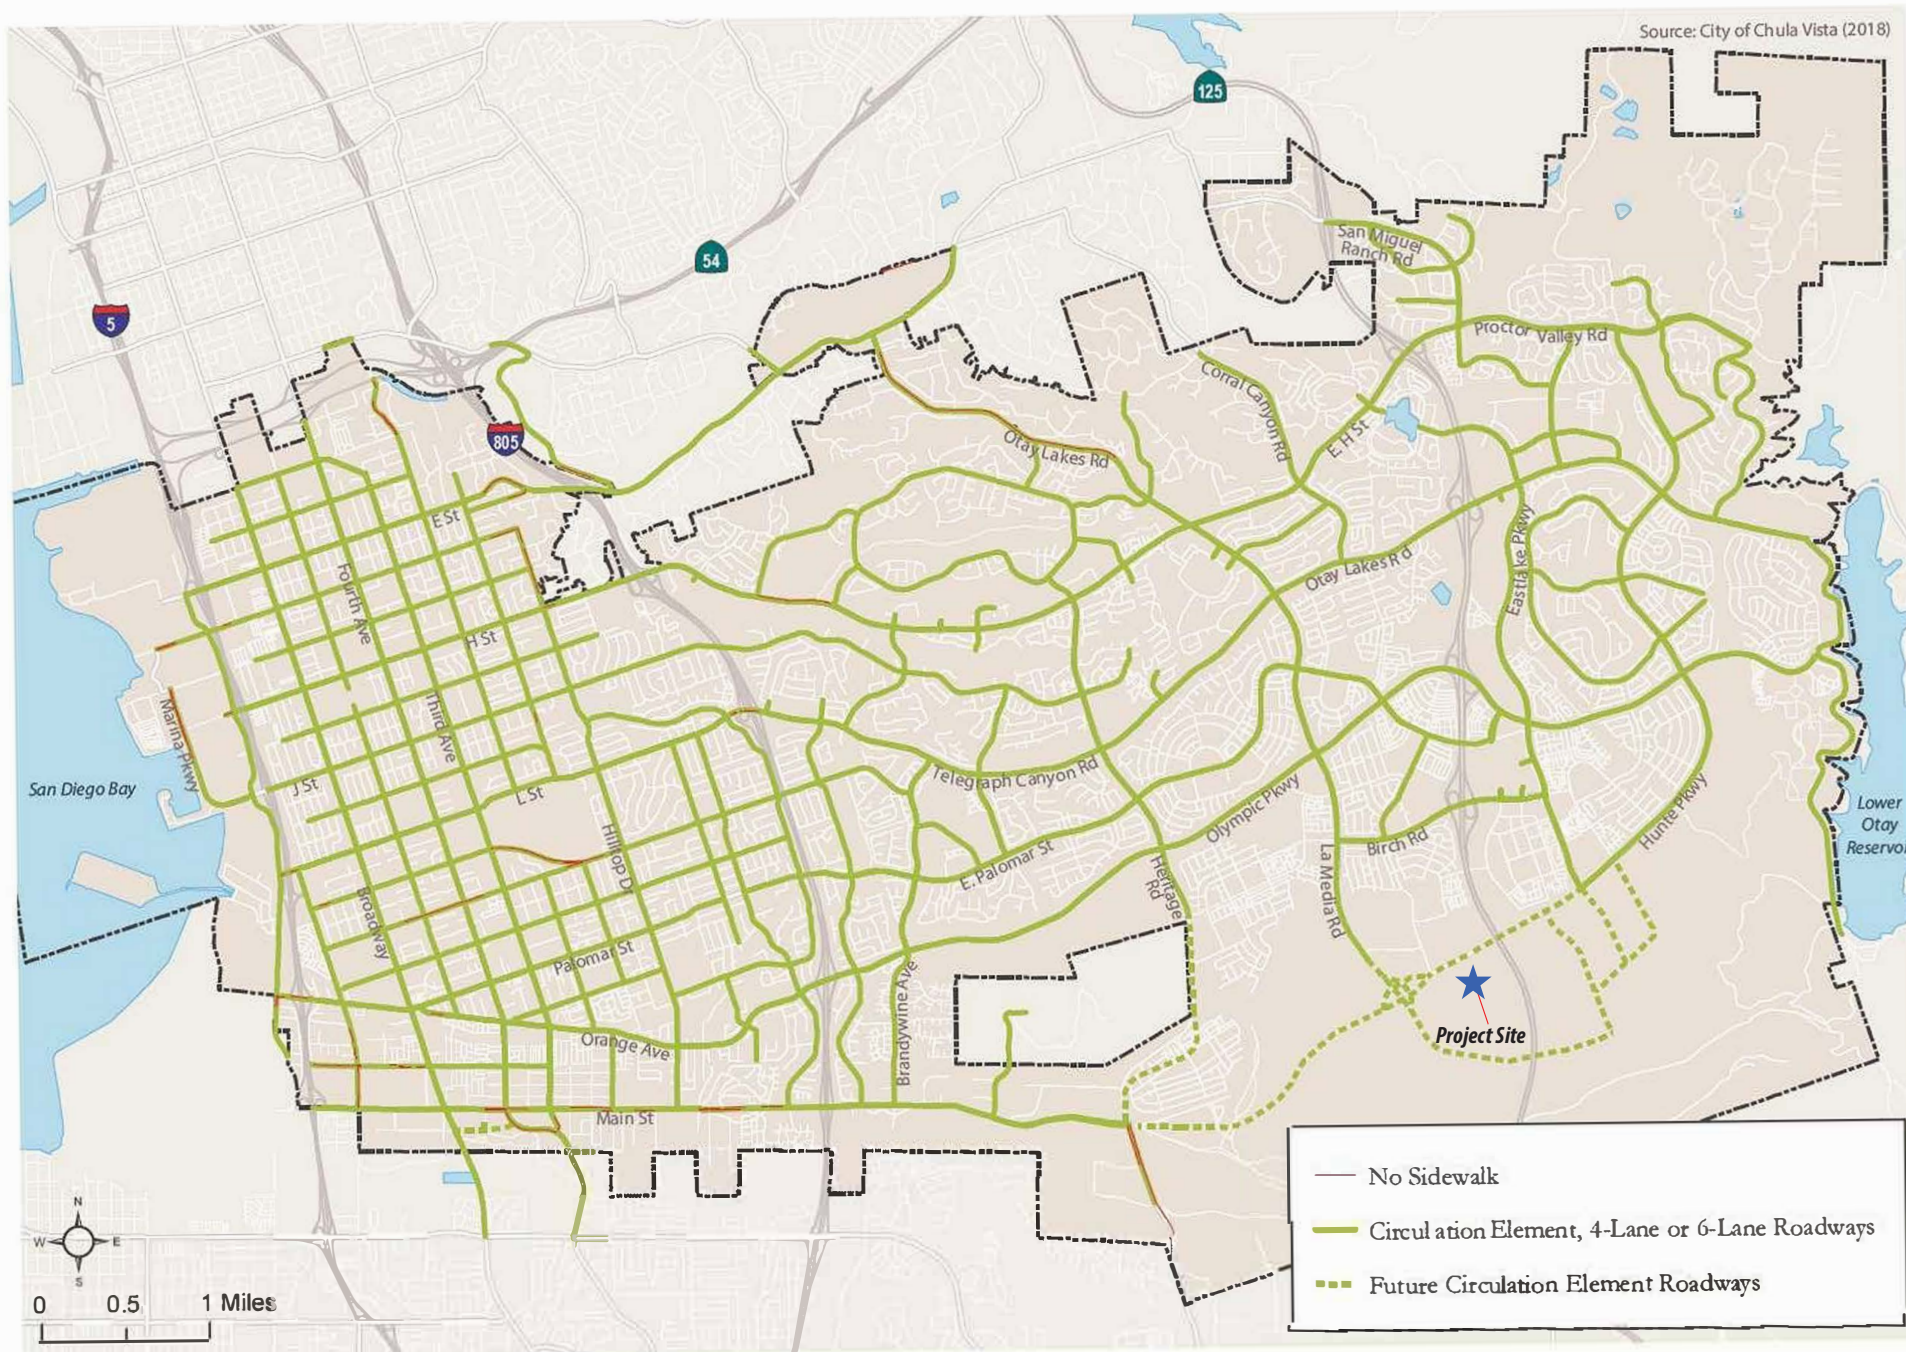 Source: City of Chula Vista (2018)
125
54
5
805
San Miguel
Ranch Rd
Proctor Valley Rd
Corral Canyon Rd
E H St
Otay Lakes Rd
E St
Fourth Ave
H St
Otay Lakes Rd
Eastlake Pkwy
Marina Pkwy
Third Ave
San Diego Bay
J St
L St
Telegraph Canyon Rd
Olympic Pkwy
Hunte Pkwy
Lower
Otay
Reservoi
Hilltop Dr
Birch Rd
E. Palomar St
Heritage
Rd
La Media Rd
Broadway
Palomar St
Brandywine Ave
Orange Ave
Project Site
Main St
No Sidewalk
Circulation Element, 4-Lane or 6-Lane Roadways
Future Circulation Element Roadways
N
W E
S
0 0.5 1 Miles